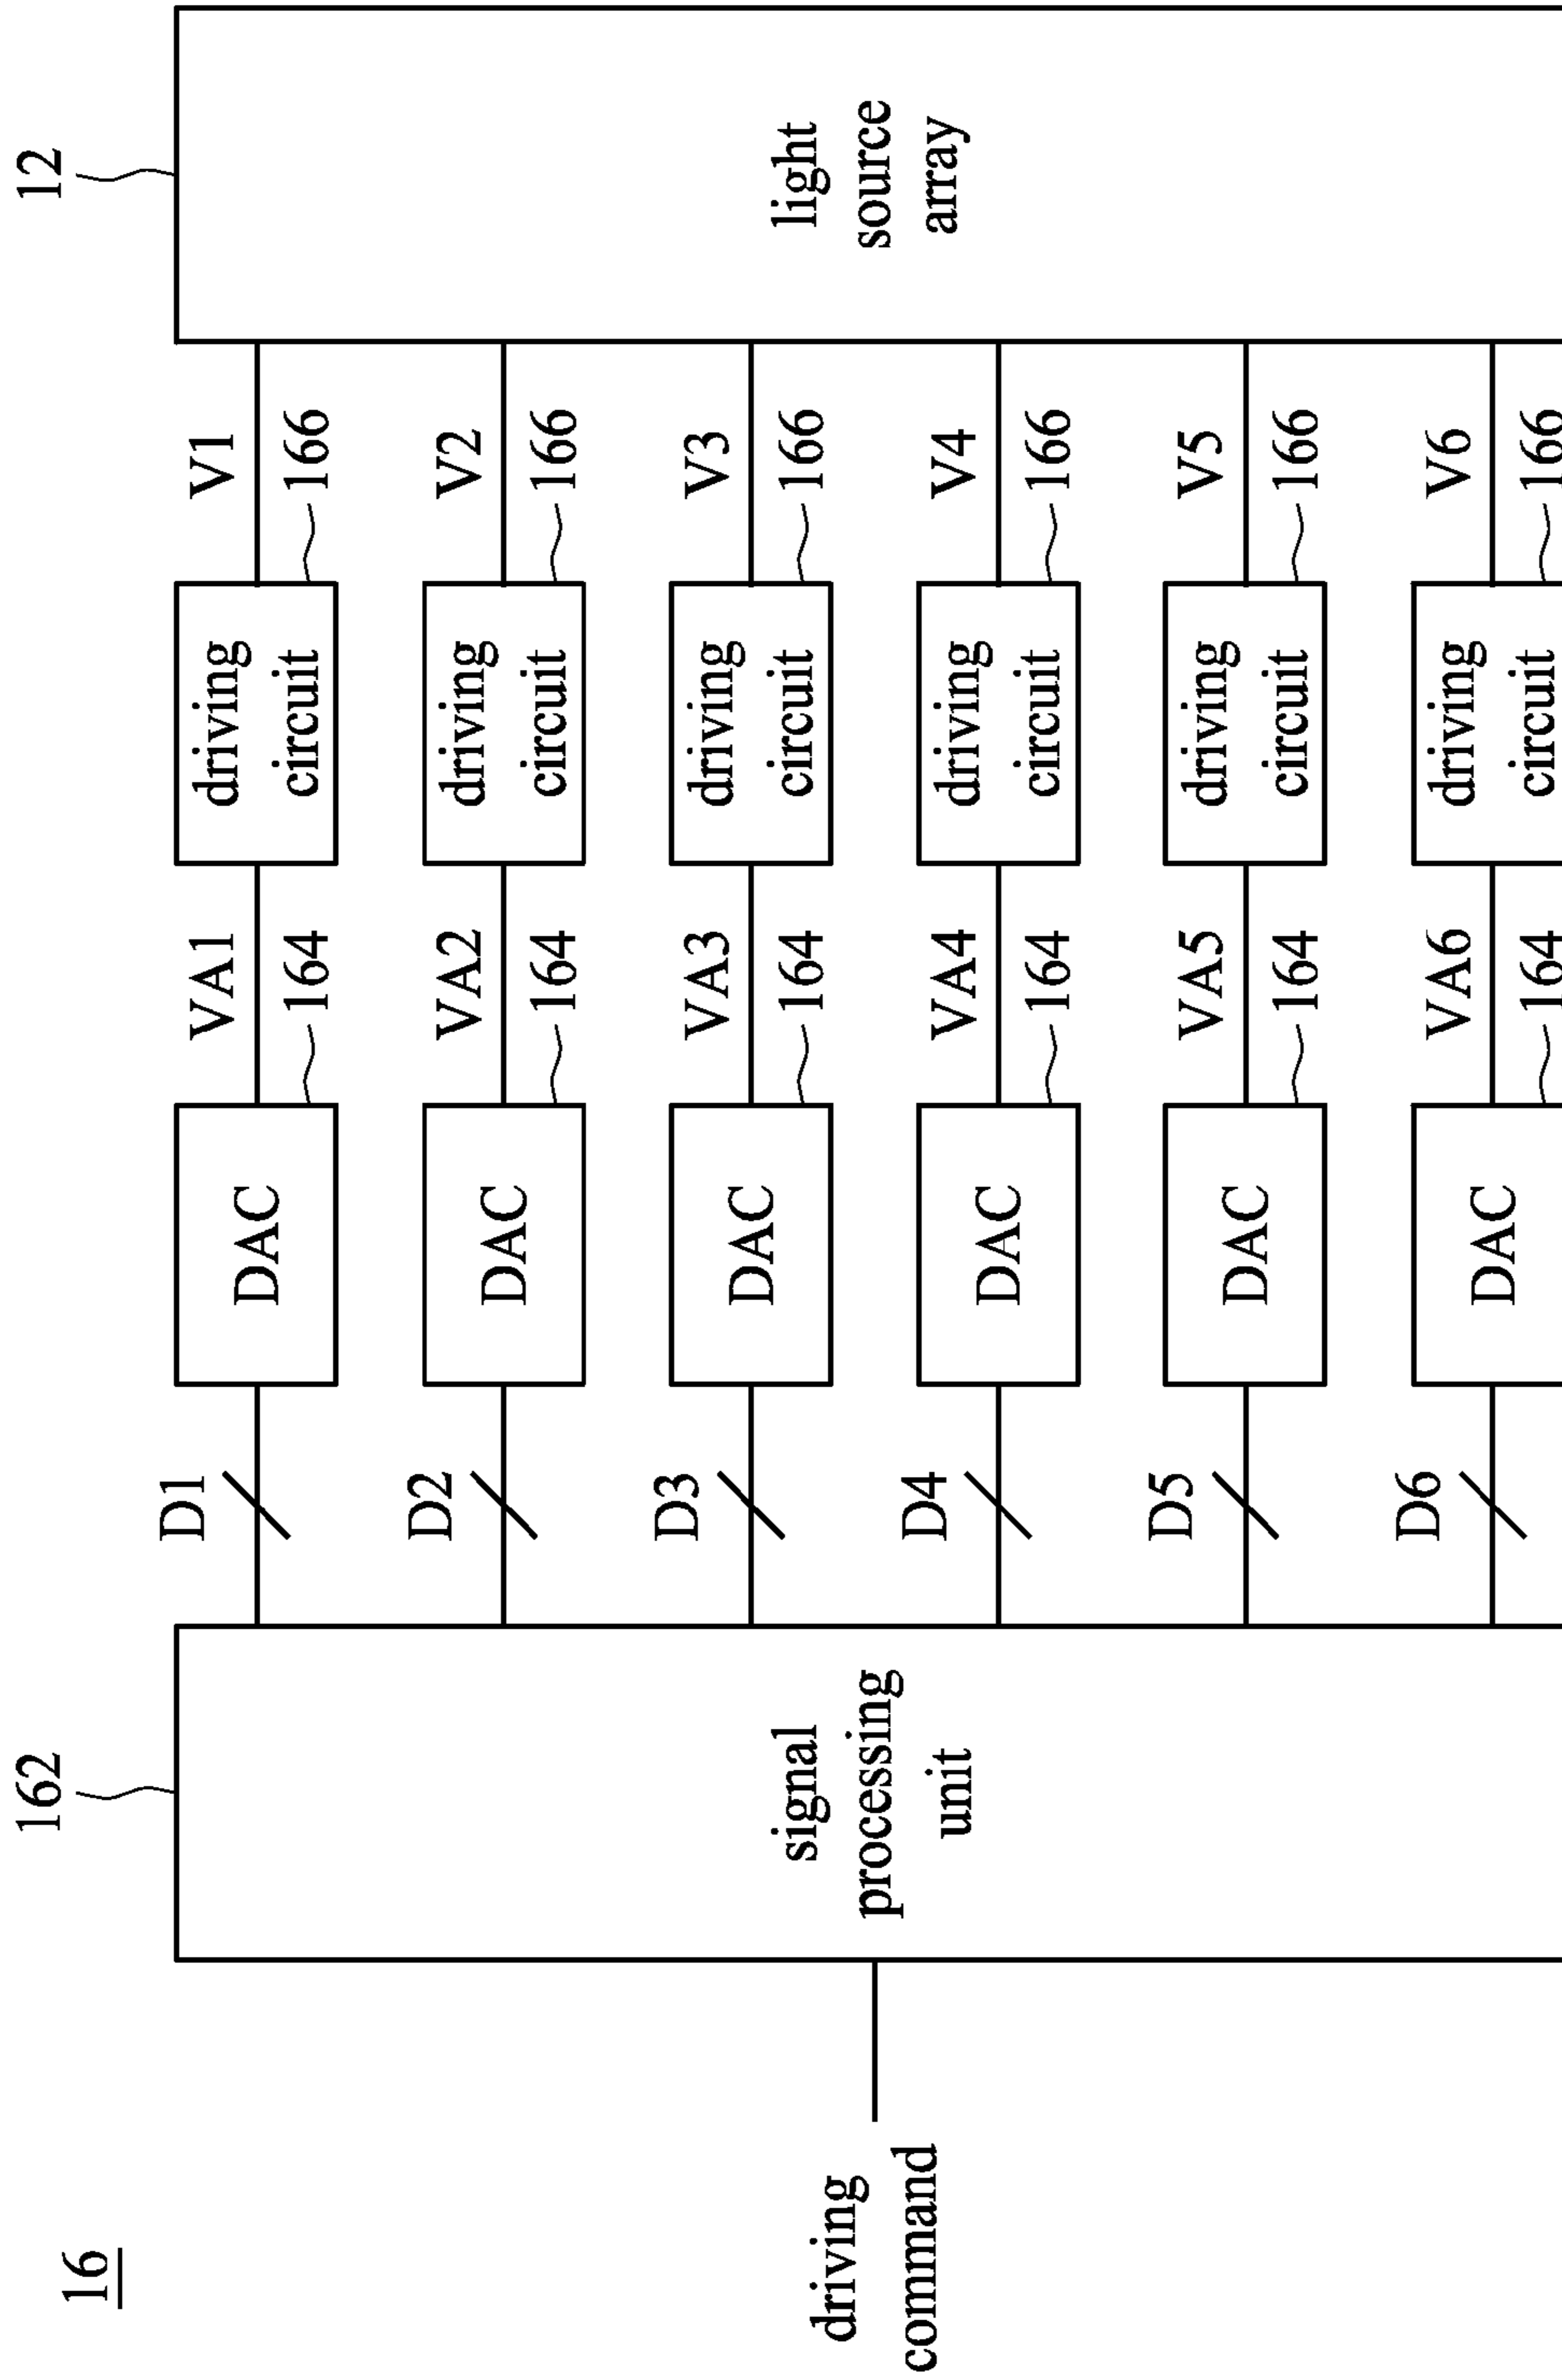 16
162
12
driving
command
signal
processing
unit
light
source
array
D1
DAC
VA1
164
driving
circuit
V1
166
D2
DAC
VA2
164
driving
circuit
V2
166
D3
DAC
VA3
164
driving
circuit
V3
166
D4
DAC
VA4
164
driving
circuit
V4
166
D5
DAC
VA5
164
driving
circuit
V5
166
D6
DAC
VA6
164
driving
circuit
V6
166